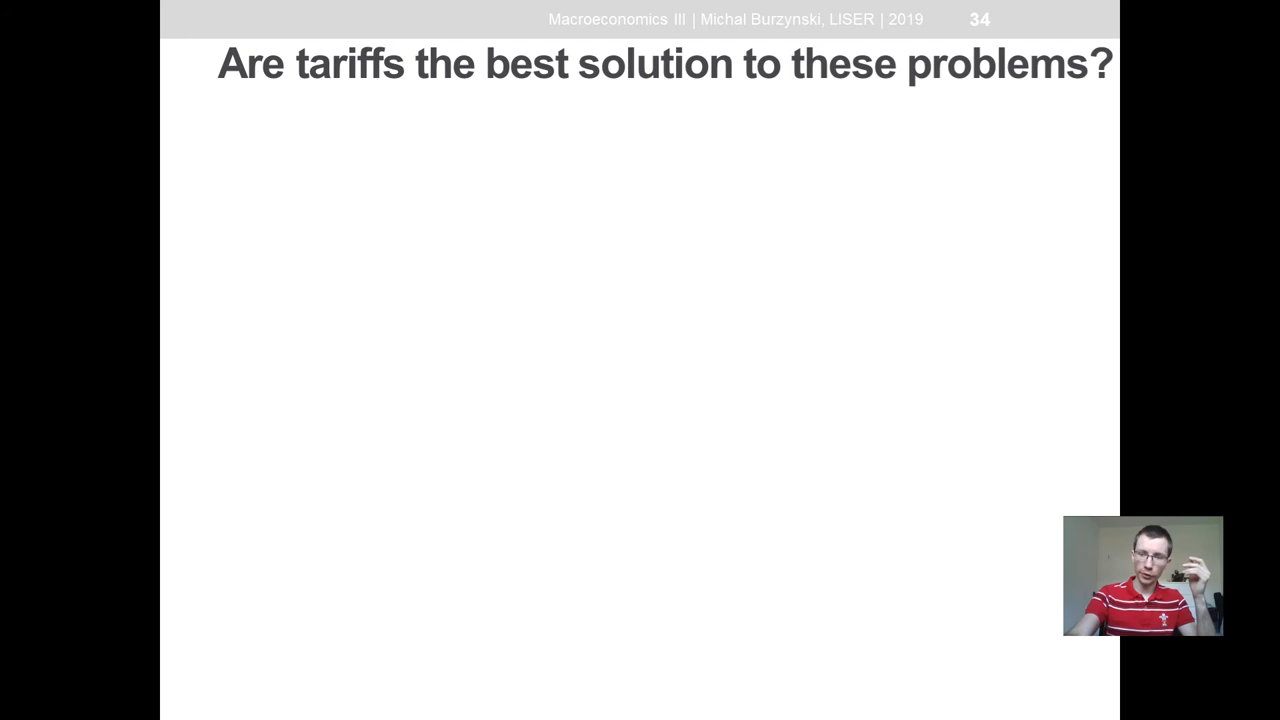 Macroeconomics III | Michal Burzynski, LISER | 2019 34
Are tariffs the best solution to these problems?